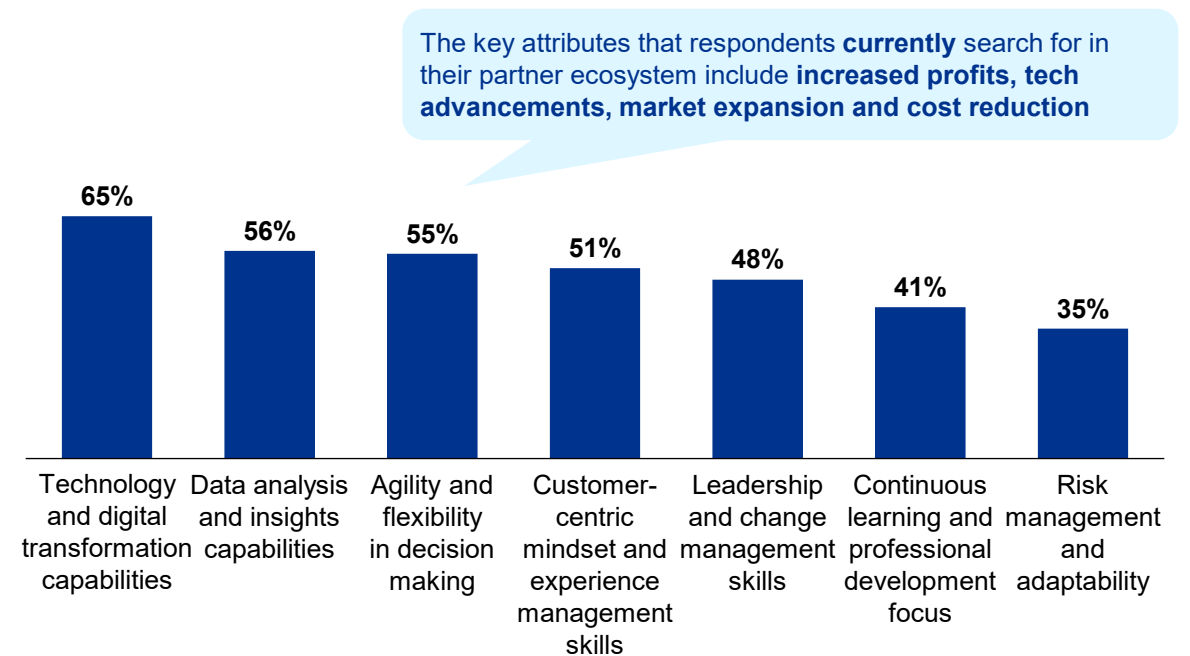 The key attributes that respondents currently search for in
their partner ecosystem include increased profits, tech
advancements, market expansion and cost reduction
65%
56%
55%
51%
48%
41%
35%
Technology
and digital
transformation
capabilities
Data analysis
and insights
capabilities
Agility and
flexibility
in decision
making
Customer-
centric
mindset and
experience
management
skills
Leadership
and change
management
skills
Continuous
learning and
professional
development
focus
Risk
management
and
adaptability